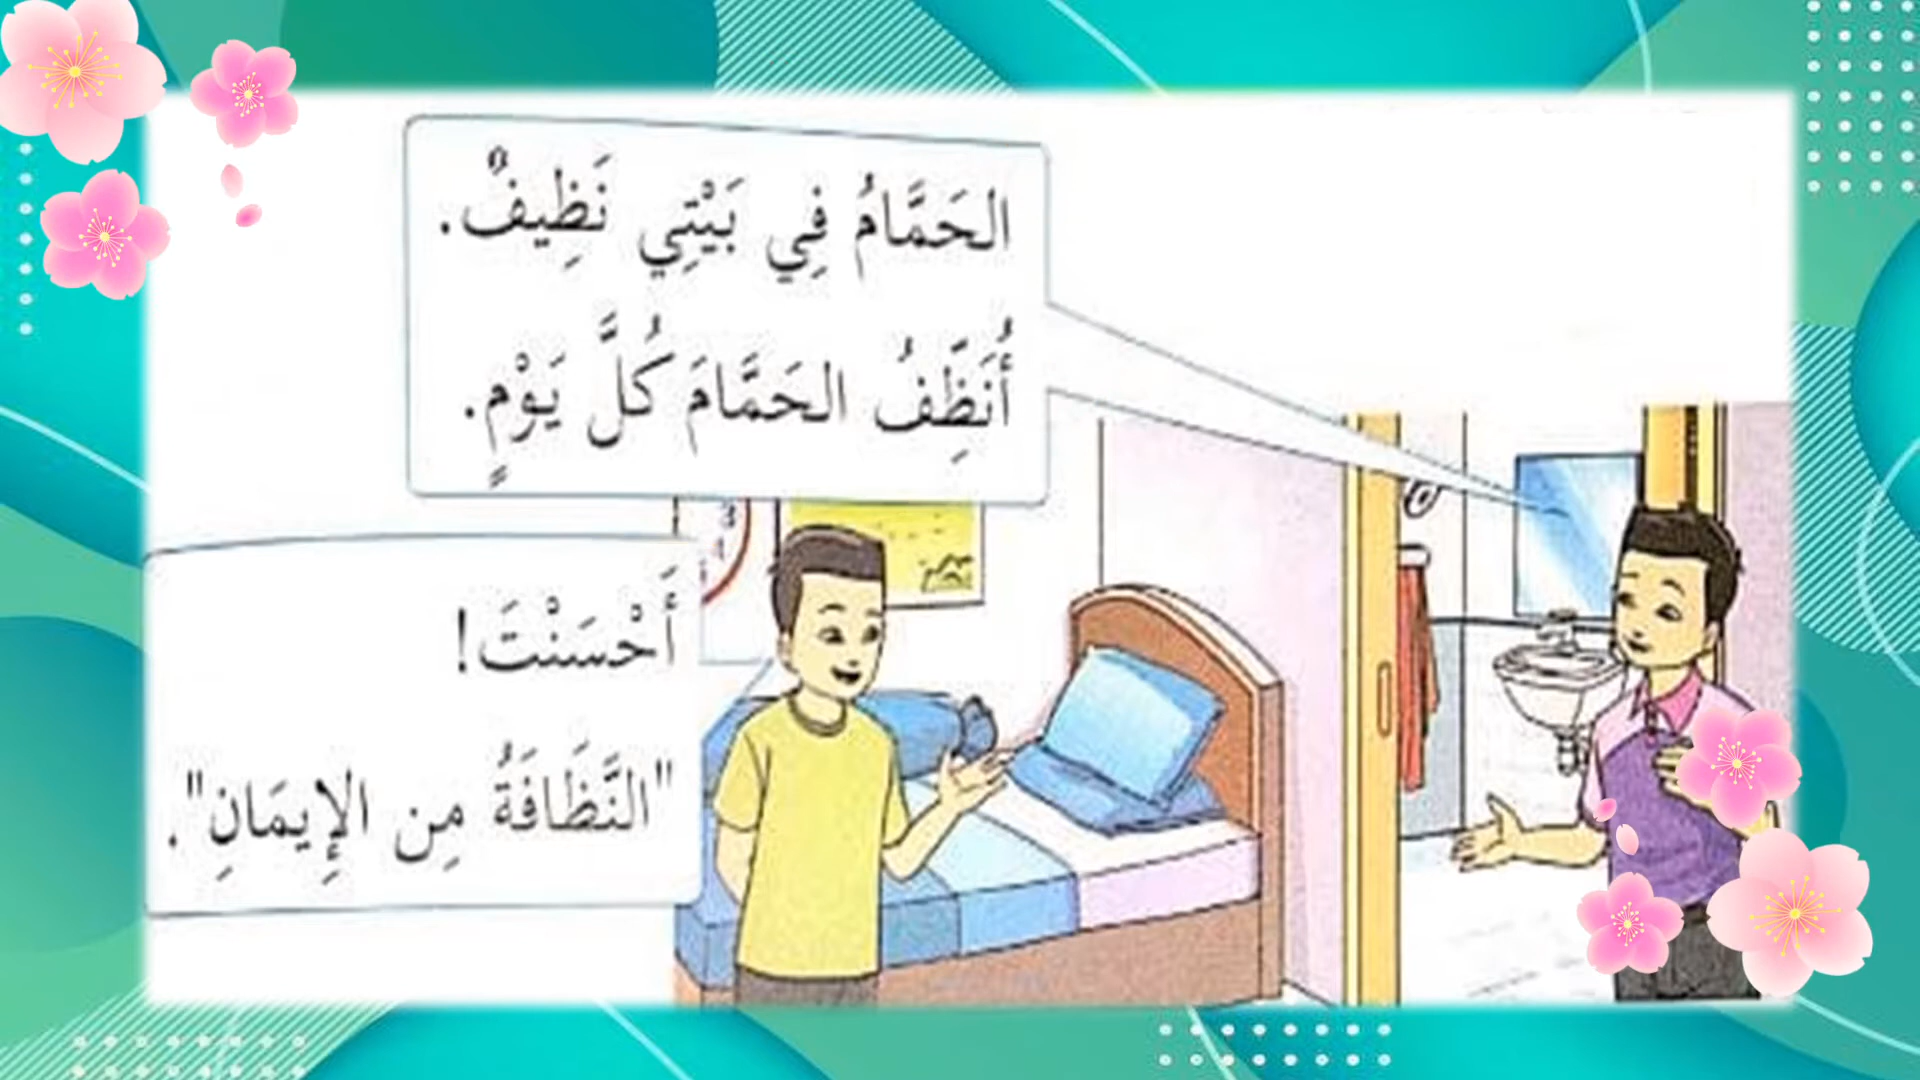 الحَمَّامُ فِي بَيْتِي نَظِيفٌ.
أُنَظِّفُ الحَمَّامَ كُلَّ يَوْمٍ.
أَحْسَنْتَ!
"النَّظَافَةُ مِن الإِيمَانِ".